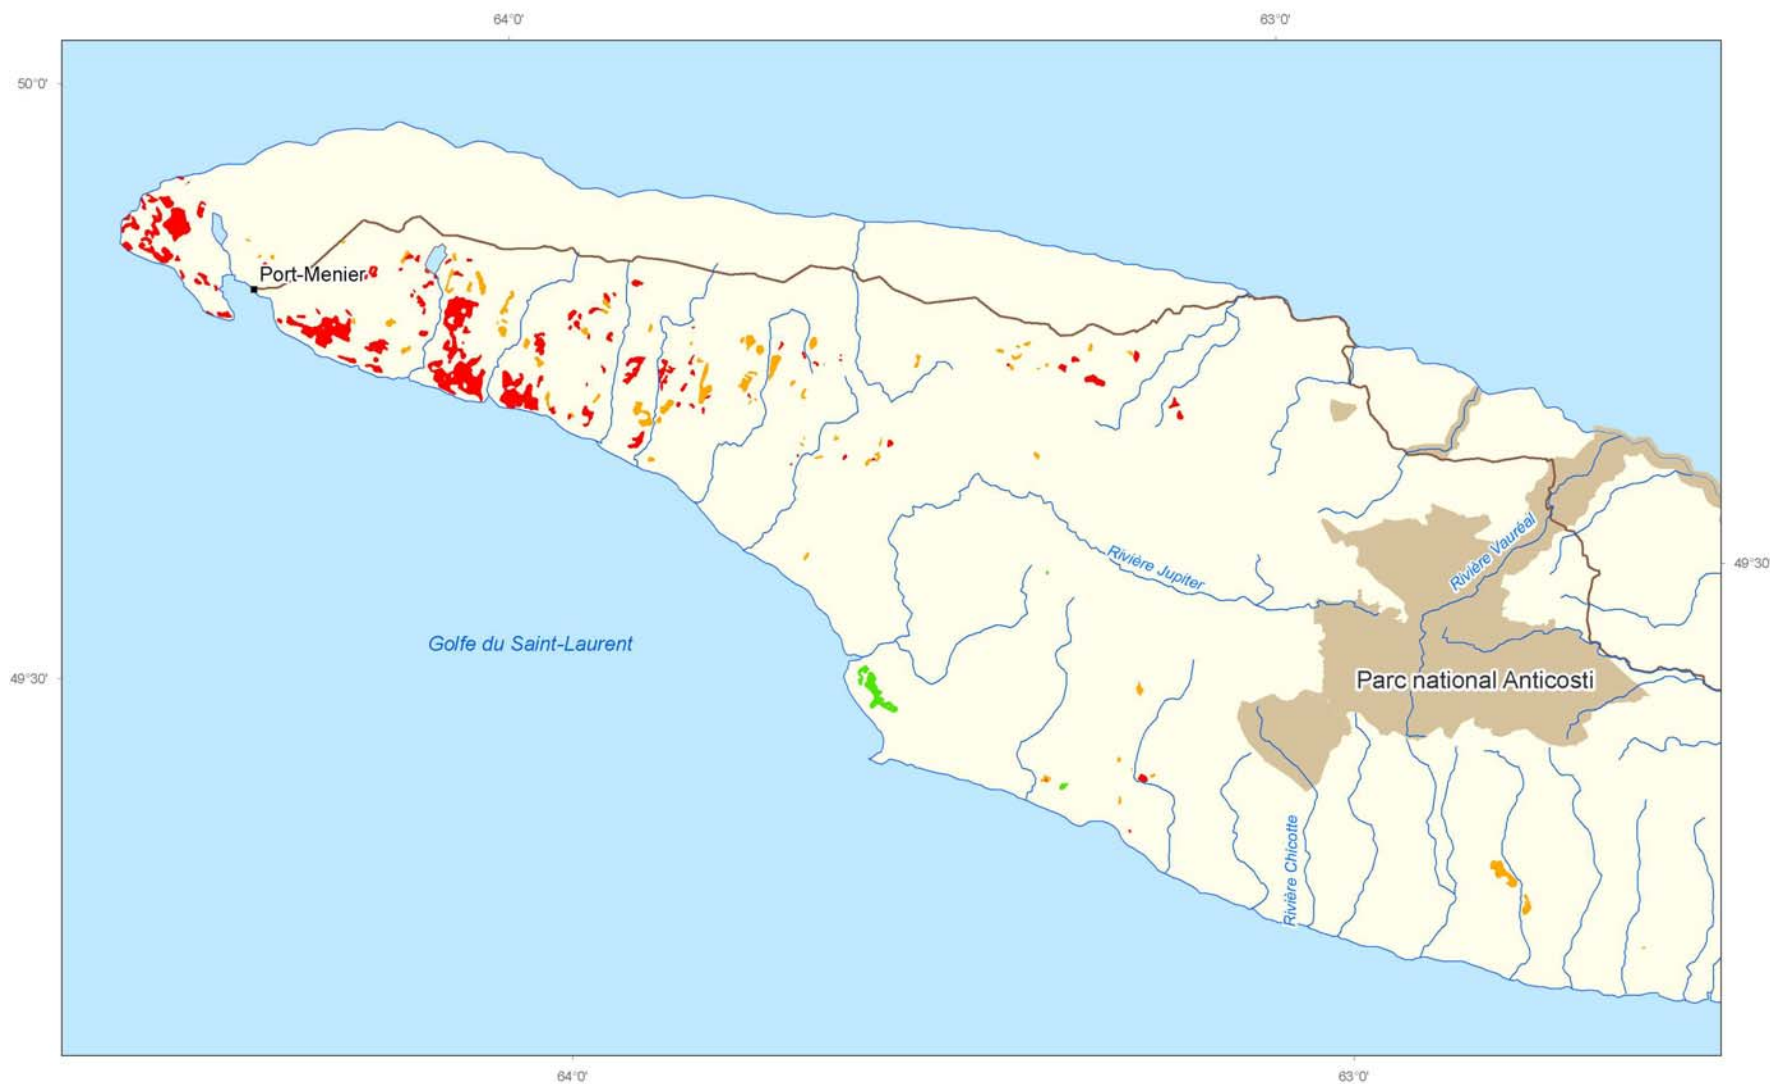 64°0'
63°0'
50°0'
Port-Menier
Rivière Jupiter
Rivière Vauréal
49°30
Golfe du Saint-Laurent
49°30'
Parc national Anticosti
Rivière Chicotte
64°0'
63°0'